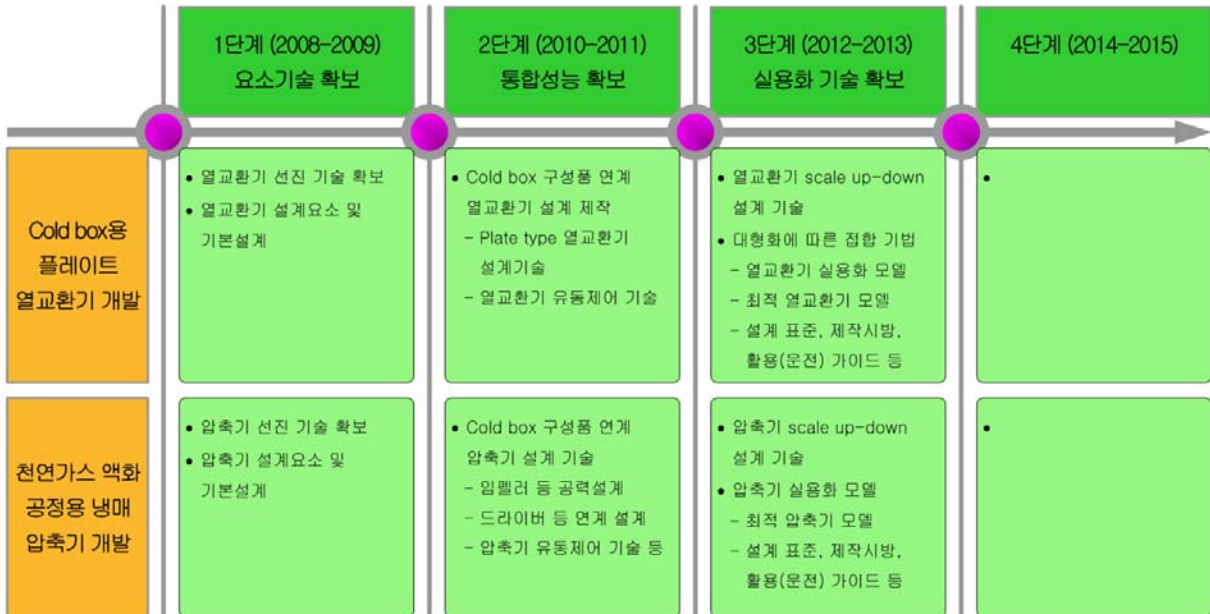 1단계 (2008-2009)
요소기술 확보
2단계 (2010-2011)
통합성능 확보
3단계 (2012-2013)
실용화 기술 확보
4단계 (2014-2015)
Cold box용
플레이트
열교환기 개발
• 열교환기 선진 기술 확보
• 열교환기 설계요소 및
기본설계
• Cold box 구성품 연계
열교환기 설계 제작
- Plate type 열교환기
설계기술
- 열교환기 유동제어 기술
• 열교환기 scale up-down
설계 기술
• 대형화에 따른 접합 기법
- 열교환기 실용화 모델
- 최적 열교환기 모델
- 설계 표준, 제작시방,
활용(운전) 가이드 등
•
천연가스 액화
공정용 냉매
압축기 개발
• 압축기 선진 기술 확보
• 압축기 설계요소 및
기본설계
• Cold box 구성품 연계
압축기 설계 기술
- 임펠러 등 공력설계
- 드라이버 등 연계 설계
- 압축기 유동제어 기술 등
• 압축기 scale up-down
설계 기술
• 압축기 실용화 모델
- 최적 압축기 모델
- 설계 표준, 제작시방,
활용(운전) 가이드 등
•